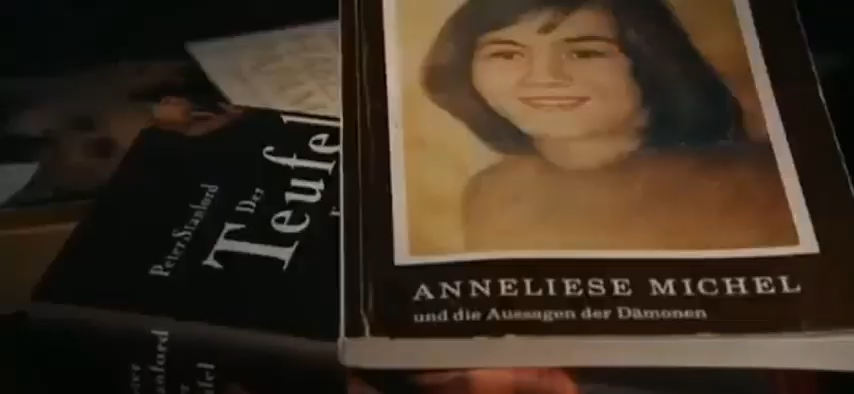 Peter Stanford
Der
Teufel
ANNELIESE MICHEL
und die Aussagen der Dämonen